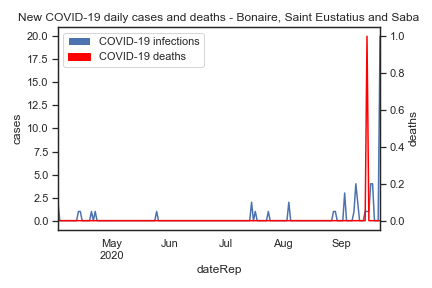 New COVID-19 daily cases and deaths - Bonaire, Saint Eustatius and Saba
COVID-19 infections
COVID-19 deaths
20.0
17.5
15.0
12.5
10.0
7.5
5.0
2.5
0.0
cases
1.0
0.8
0.6
0.4
0.2
0.0
deaths
May
2020
Jun
Jul
Aug
Sep
dateRep